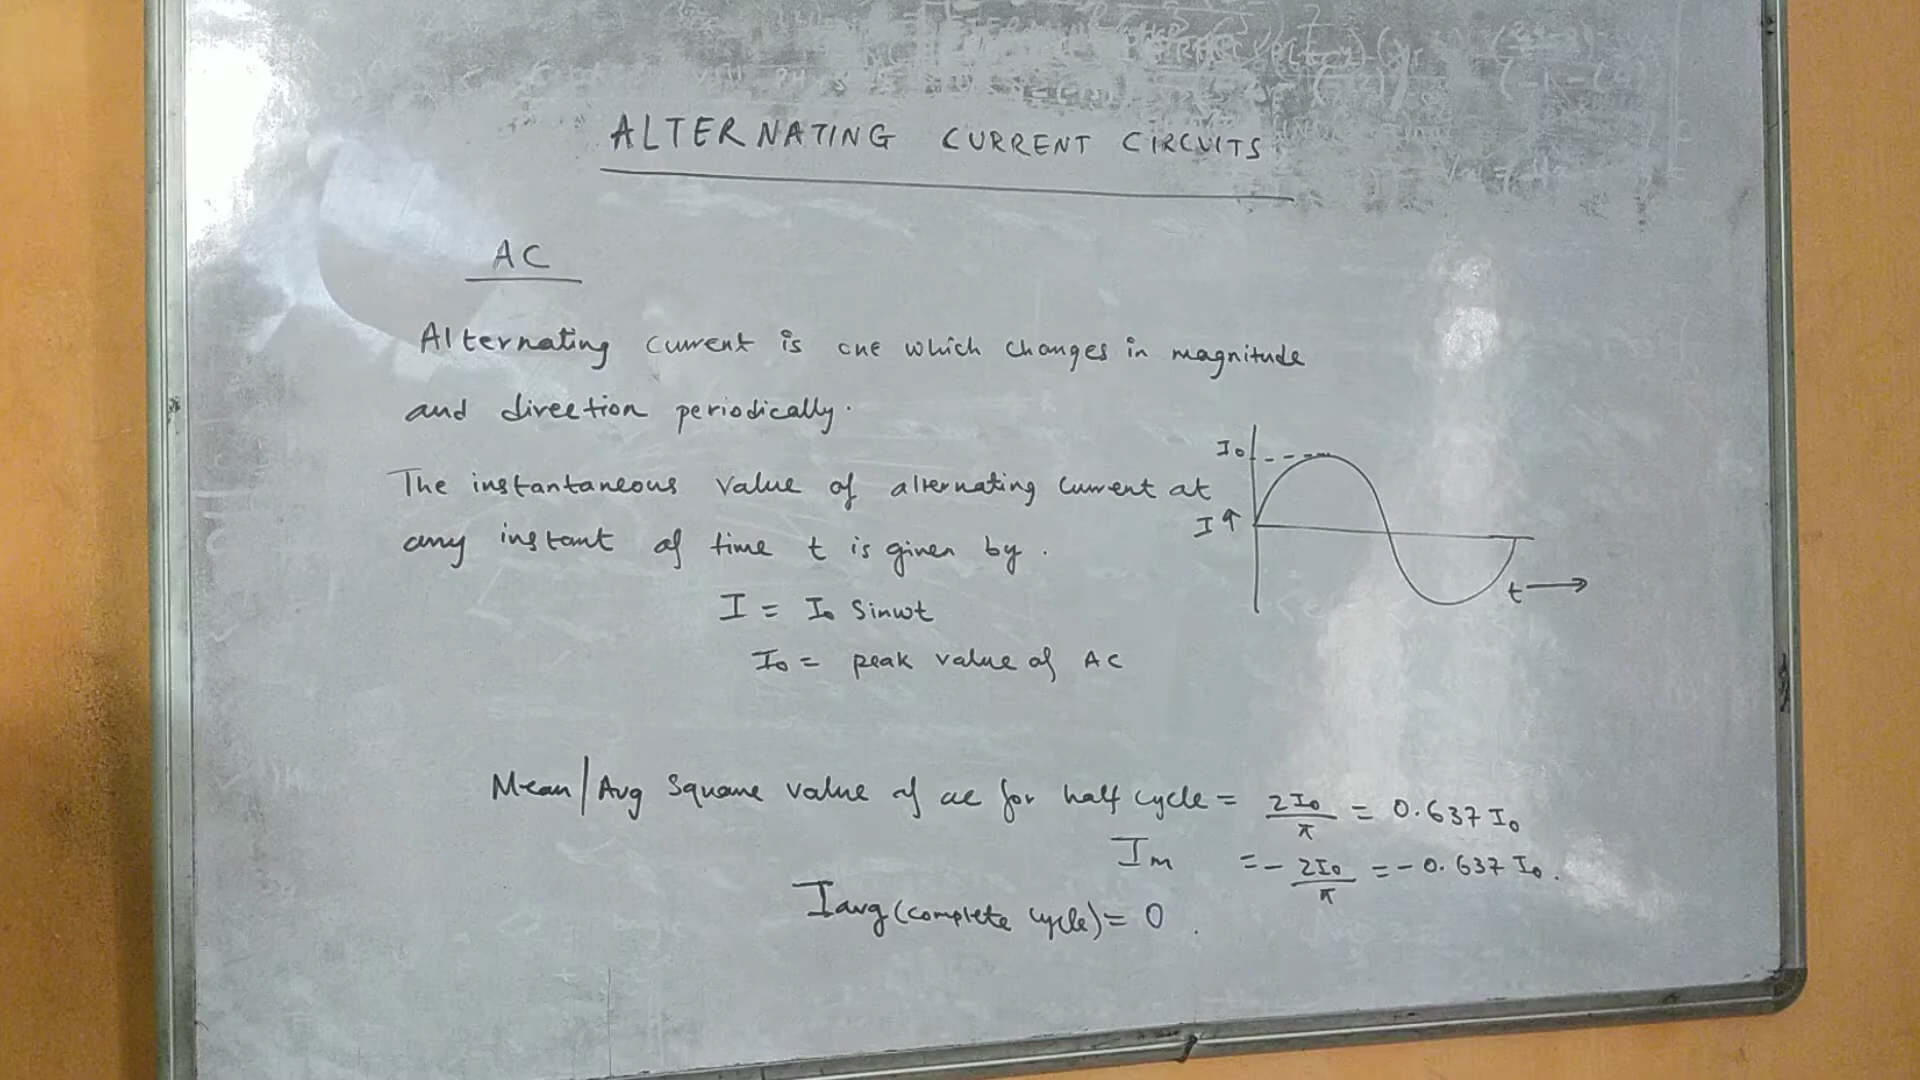 ALTERNATING CURRENT CIRCUITS
AC
Alternating current is one which changes in magnitude
and direction periodically.
I₀
The instantaneous value of alternating current at
I↑
any instant of time t is given by.
t→
I = I₀ Sinωt
I₀ = peak value of AC
Mean/Avg Square value of ac for half cycle = 2I₀/π = 0.637 I₀
Im = - 2I₀/π = - 0.637 I₀.
Iavg (complete cycle) = 0.